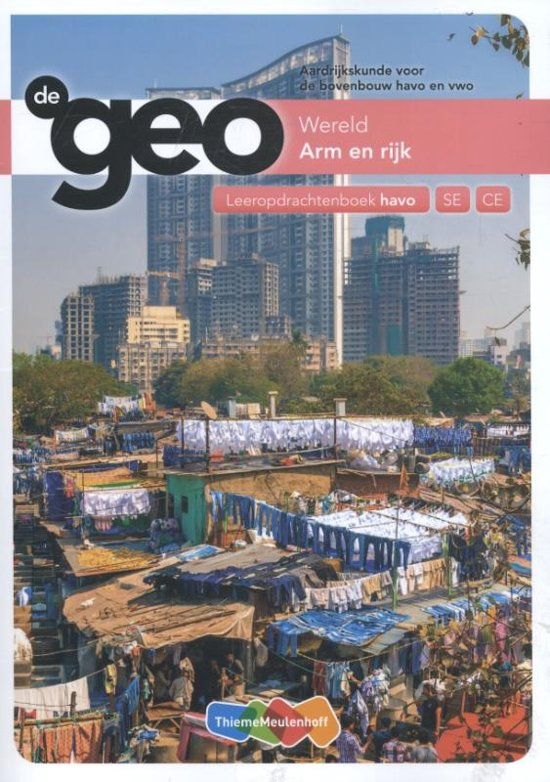 Aardrijkskunde voor
de bovenbouw havo en vwo
de geo
Wereld
Arm en rijk
Leeropdrachtenboek havo SE CE
ThiemeMeulenhoff